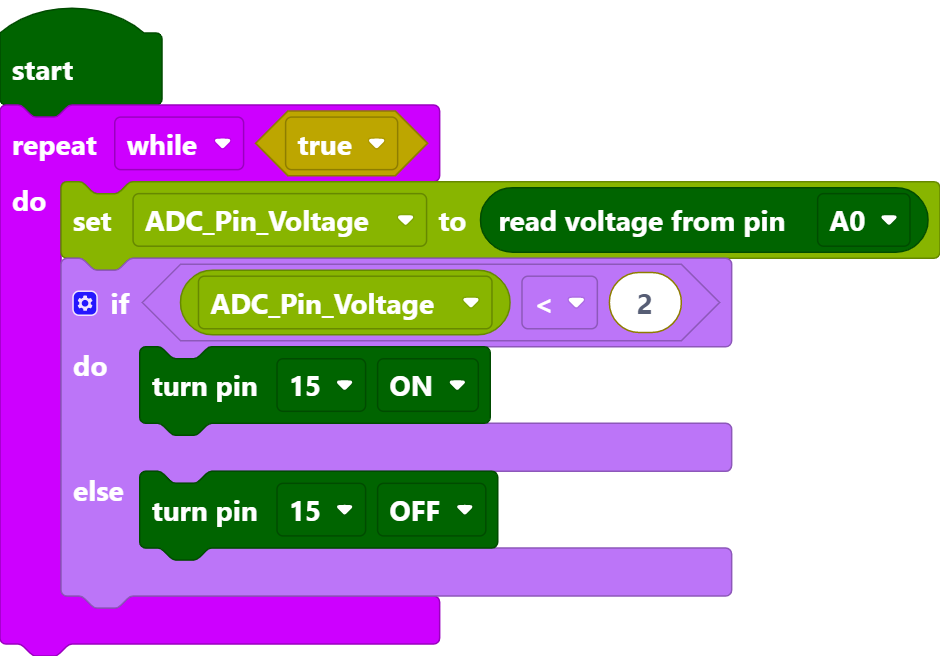 start
repeat while true
do
set ADC_Pin_Voltage to read voltage from pin A0
if ADC_Pin_Voltage < 2
do
turn pin 15 ON
else
turn pin 15 OFF